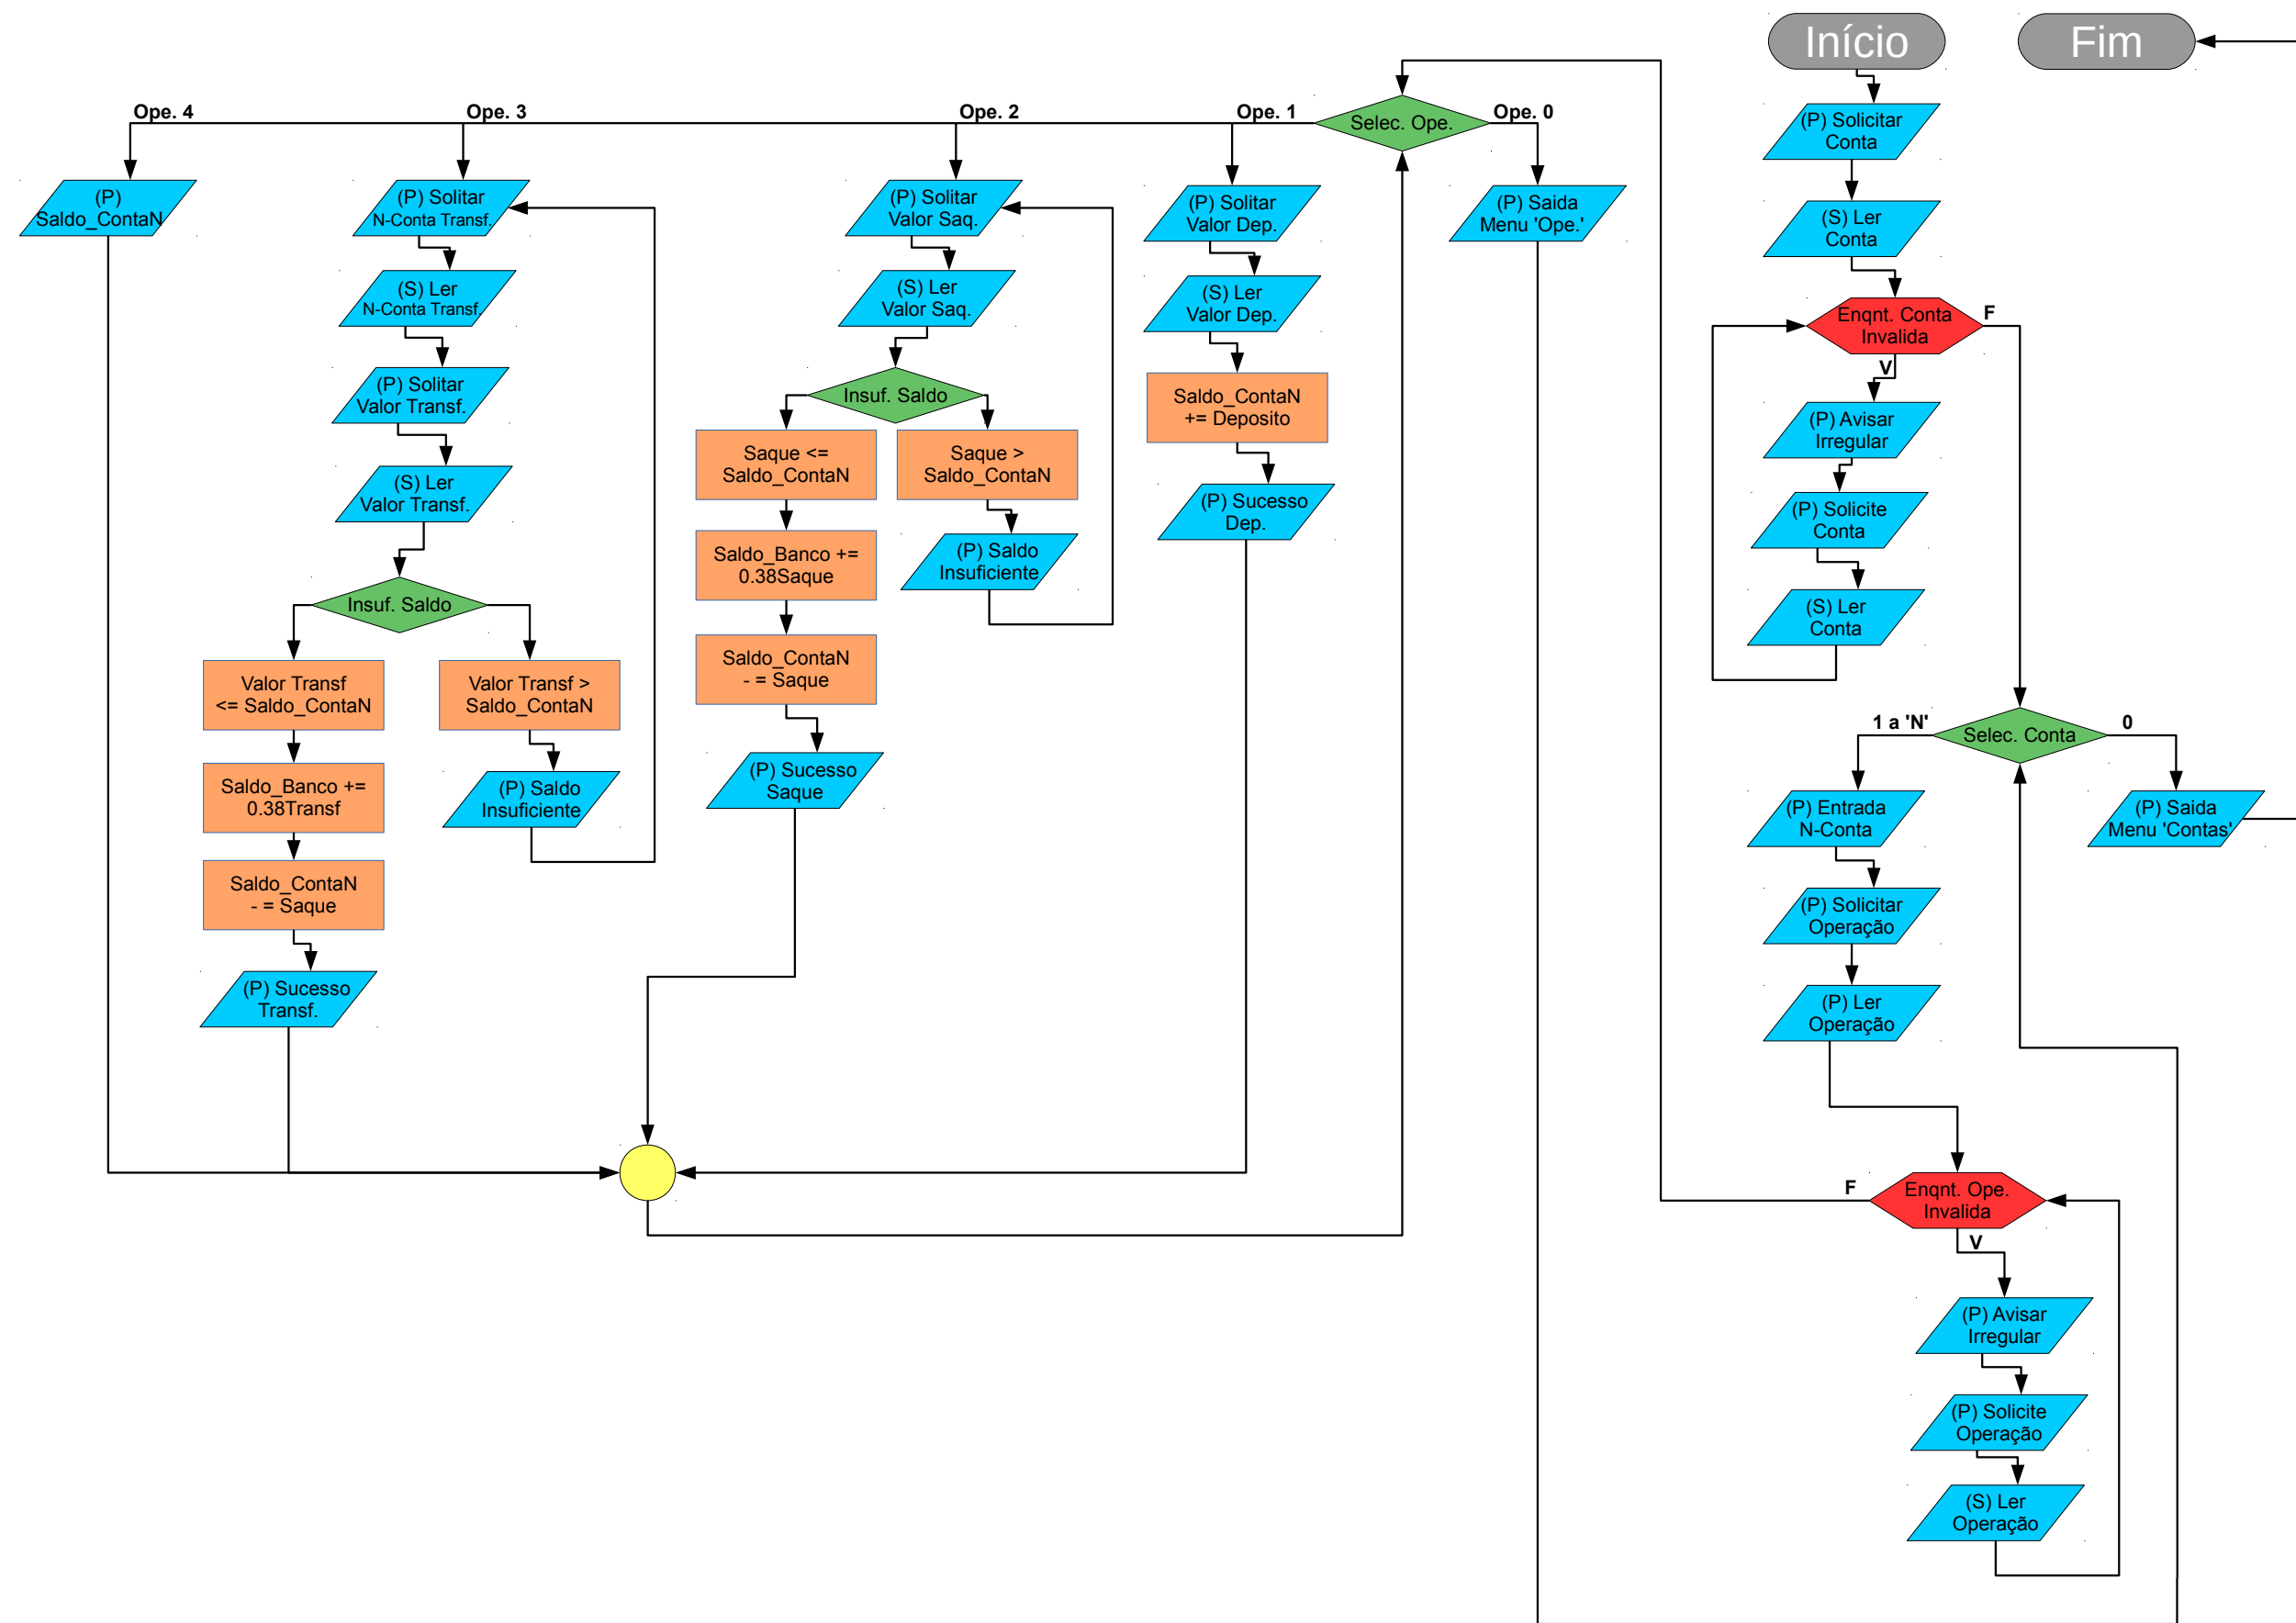 Início
Fim
(P) Solicitar
Conta
(S) Ler
Conta
Enqnt. Conta
Invalida
F
V
(P) Avisar
Irregular
(P) Solicite
Conta
(S) Ler
Conta
Selec. Conta
1 a 'N'
0
(P) Entrada
N-Conta
(P) Saida
Menu 'Contas'
(P) Solicitar
Operação
(P) Ler
Operação
Enqnt. Ope.
Invalida
F
V
(P) Avisar
Irregular
(P) Solicite
Operação
(S) Ler
Operação
Selec. Ope.
Ope. 0
(P) Saida
Menu 'Ope.'
Ope. 1
(P) Solitar
Valor Dep.
(S) Ler
Valor Dep.
Saldo_ContaN
+= Deposito
(P) Sucesso
Dep.
Ope. 2
(P) Solitar
Valor Saq.
(S) Ler
Valor Saq.
Insuf. Saldo
Saque <=
Saldo_ContaN
Saque >
Saldo_ContaN
Saldo_Banco +=
0.38Saque
(P) Saldo
Insuficiente
Saldo_ContaN
- = Saque
(P) Sucesso
Saque
Ope. 3
(P) Solitar
N-Conta Transf.
(S) Ler
N-Conta Transf.
(P) Solitar
Valor Transf.
(S) Ler
Valor Transf.
Insuf. Saldo
Valor Transf
<= Saldo_ContaN
Valor Transf >
Saldo_ContaN
Saldo_Banco +=
0.38Transf
(P) Saldo
Insuficiente
Saldo_ContaN
- = Saque
(P) Sucesso
Transf.
Ope. 4
(P)
Saldo_ContaN